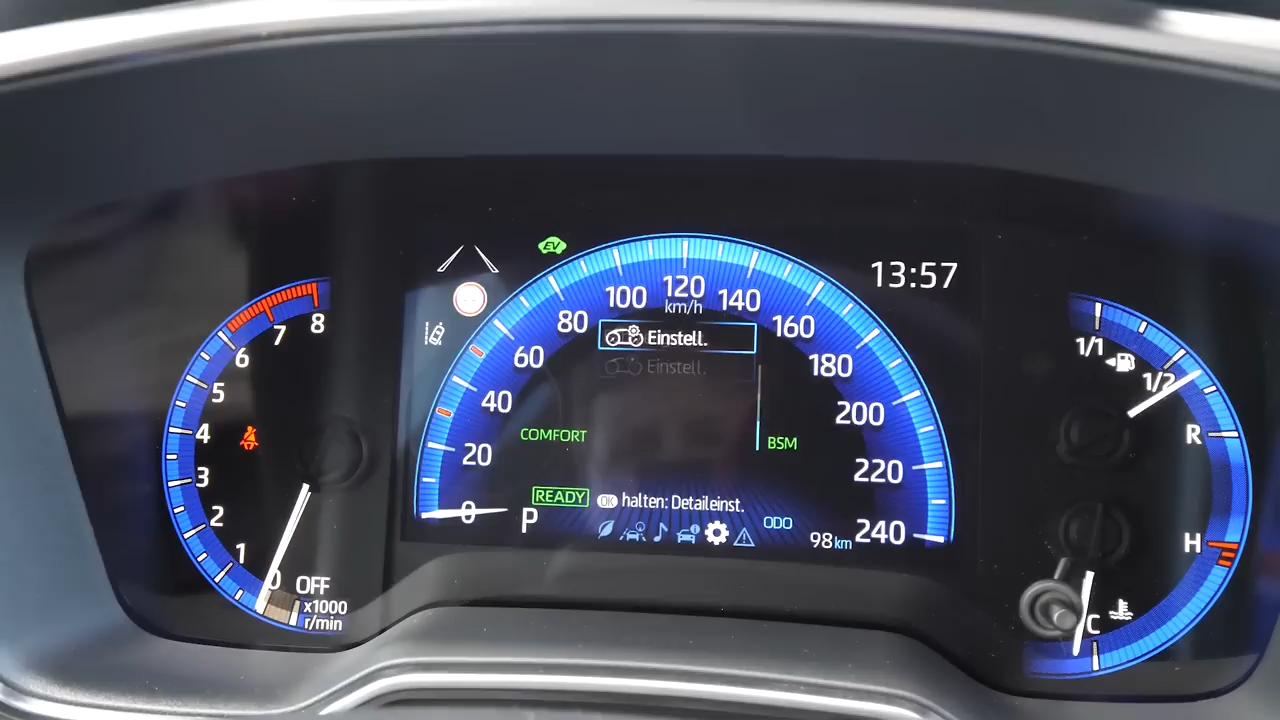 EV
13:57
100
120
140
km/h
80
160
60
180
40
200
20
220
0
240
Einstell.
Einstell.
COMFORT
BSM
READY
OK halten: Detaileinst.
P
ODO
98 km
8
7
6
5
4
3
2
1
0
OFF
x1000
r/min
1/1
1/2
R
H
C